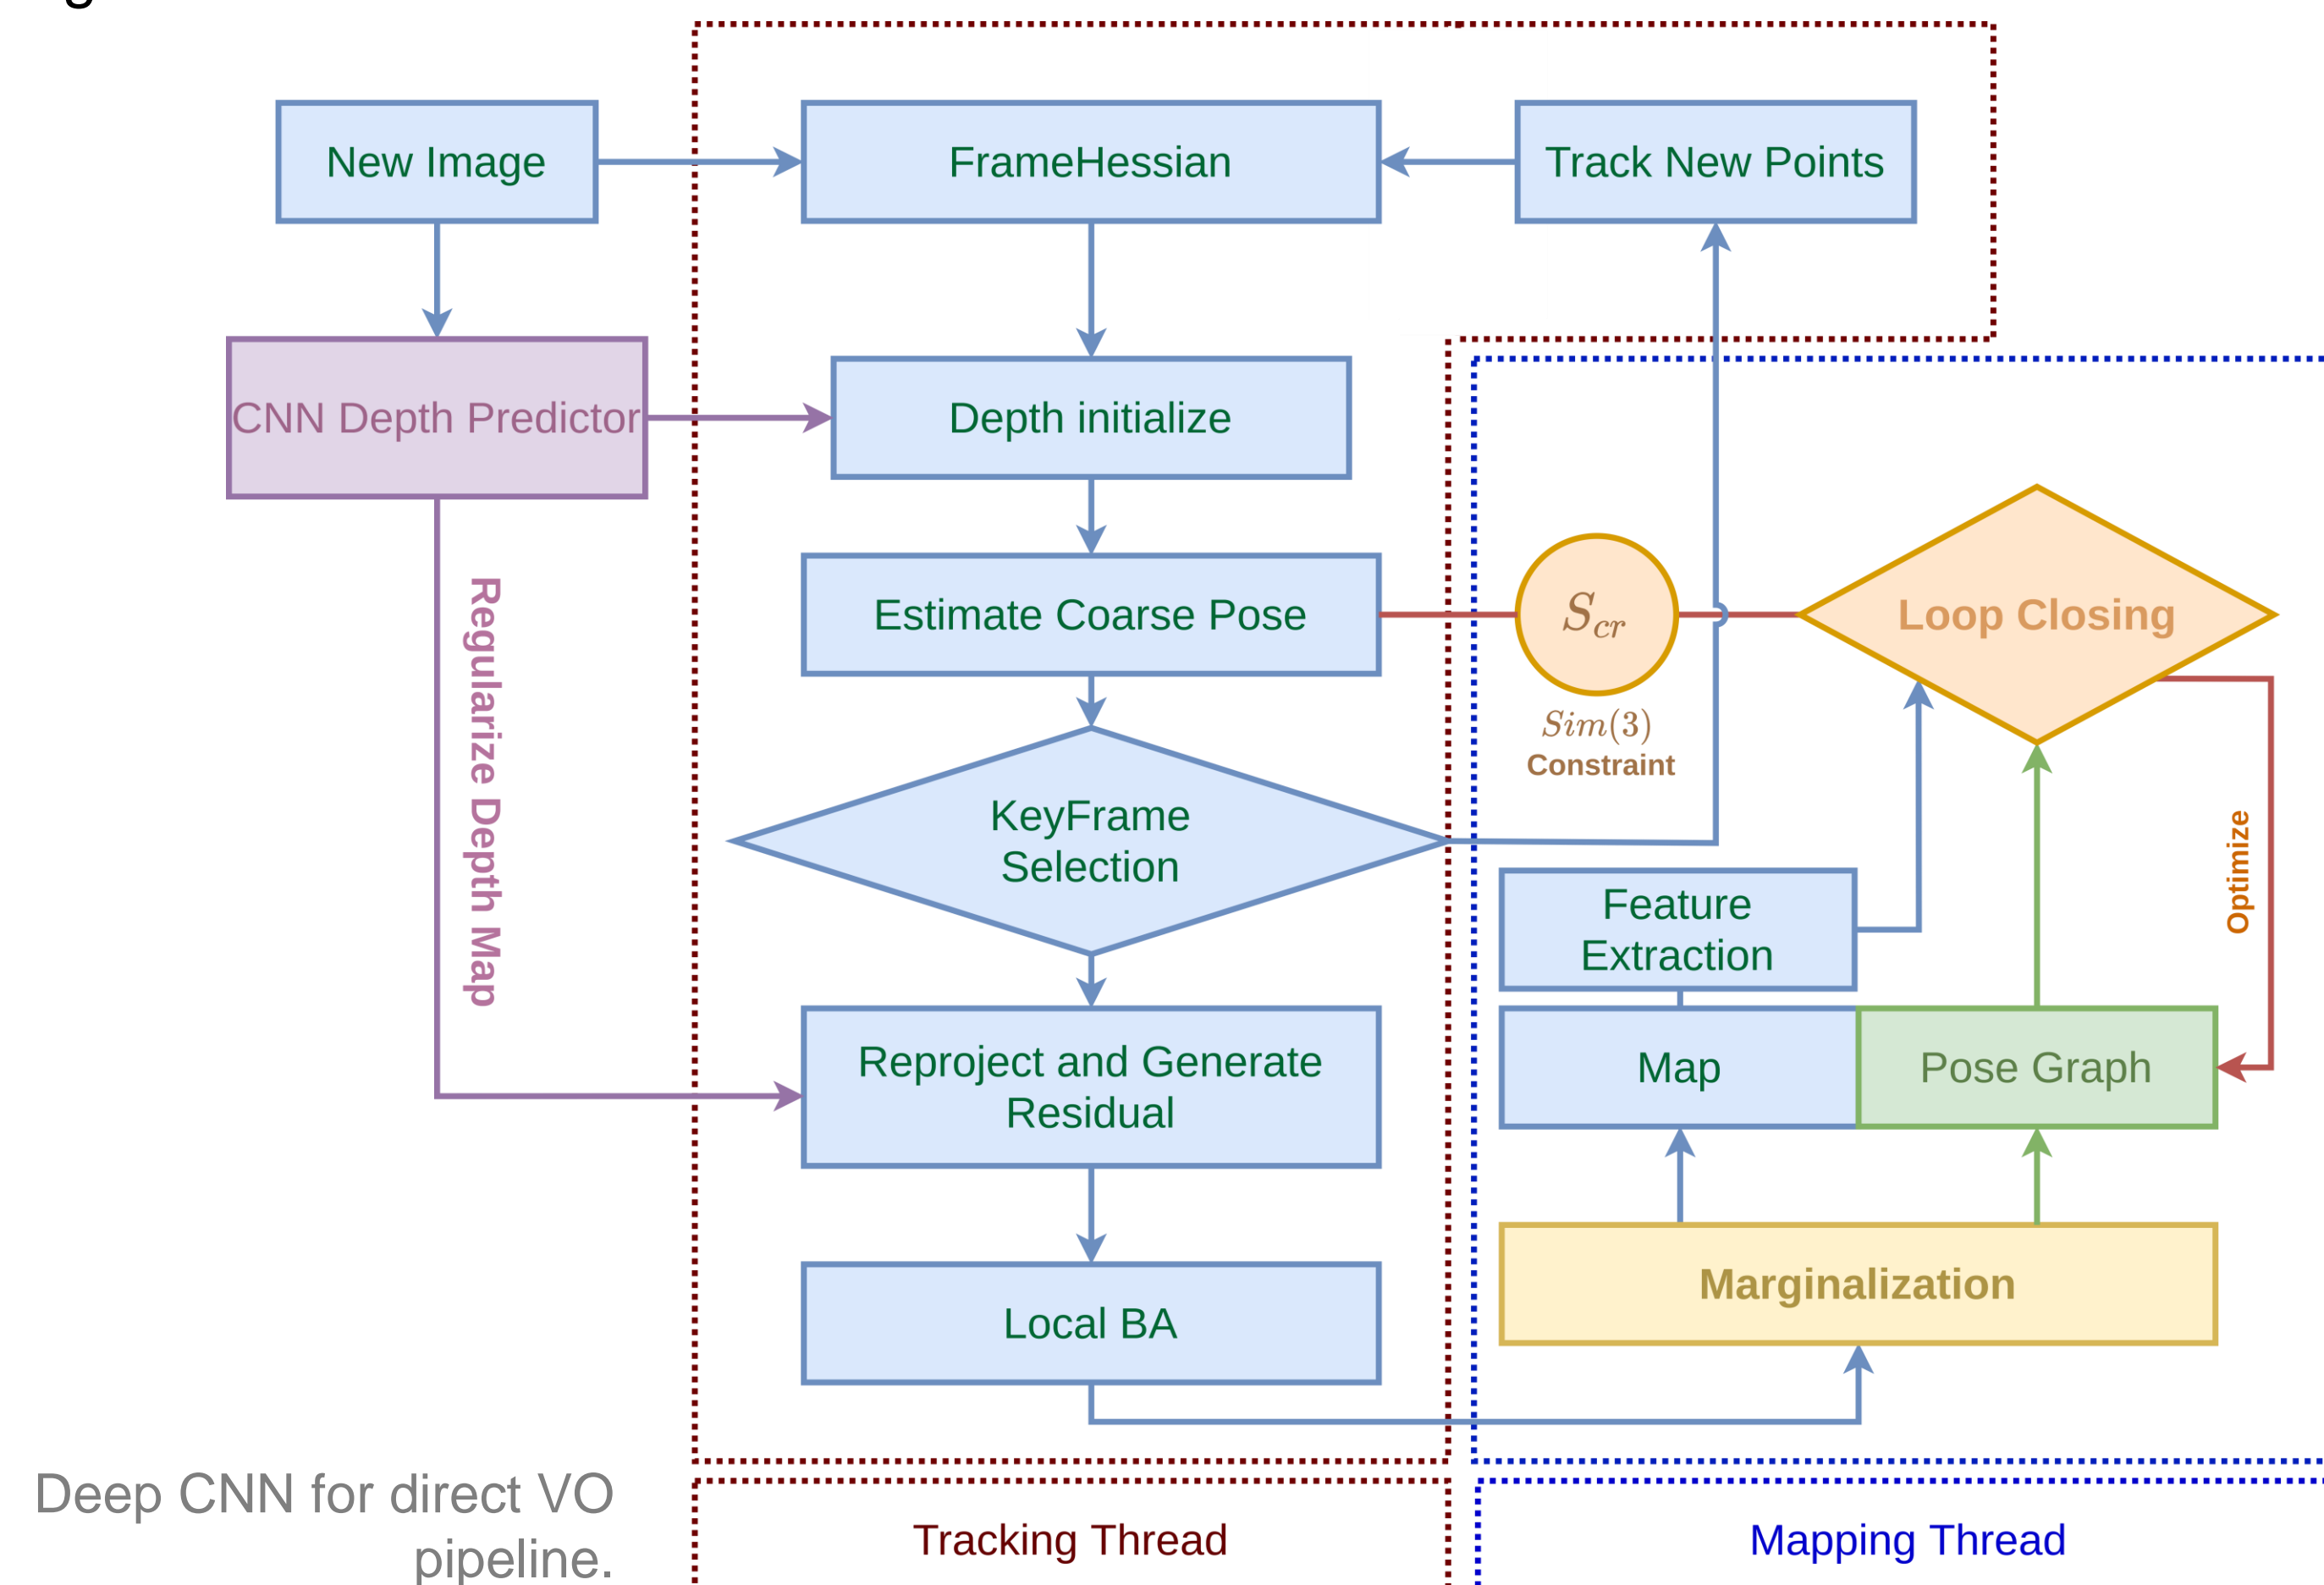 New Image
FrameHessian
Track New Points
CNN Depth Predictor
Depth initialize
Estimate Coarse Pose
S_cr
Loop Closing
Sim(3)
Constraint
Regularize Depth Map
KeyFrame
Selection
Optimize
Feature
Extraction
Reproject and Generate
Residual
Map
Pose Graph
Marginalization
Local BA
Deep CNN for direct VO
pipeline.
Tracking Thread
Mapping Thread